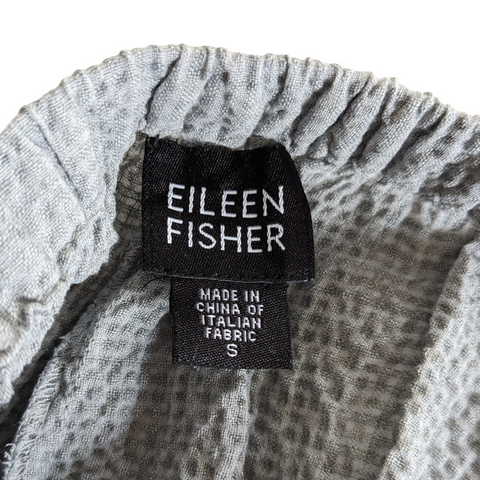 EILEEN
FISHER
MADE IN
CHINA OF
ITALIAN
FABRIC
S